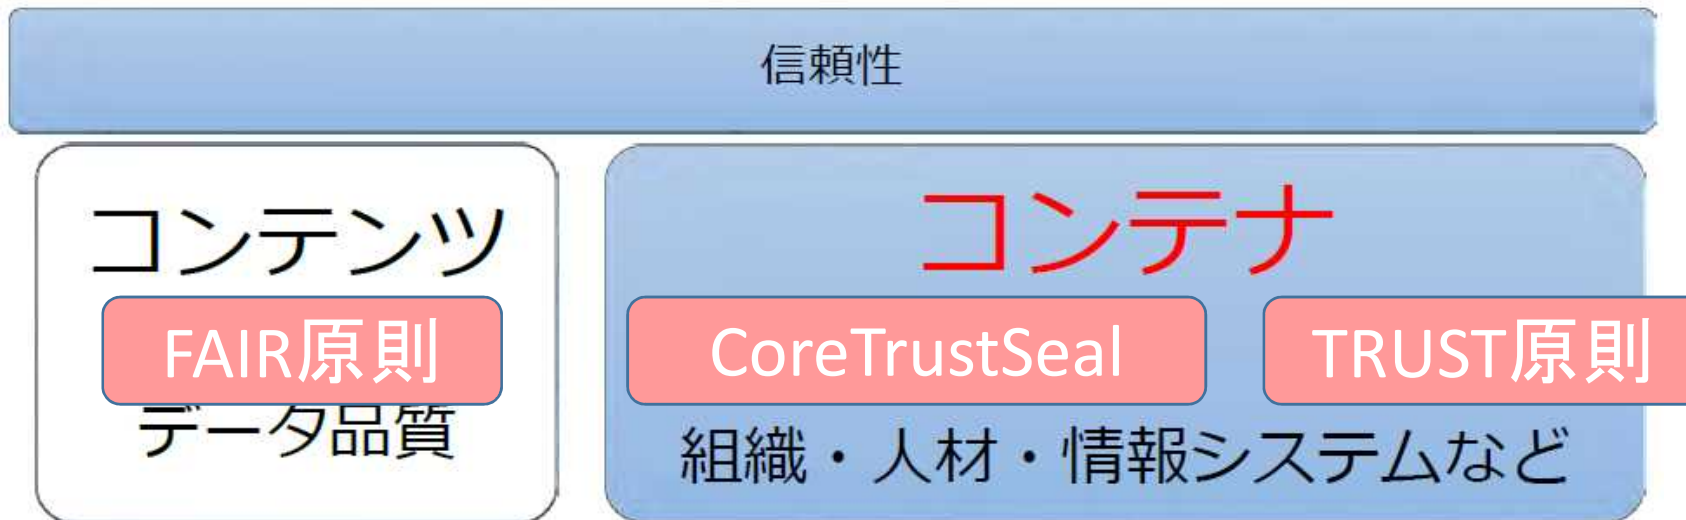 信頼性
コンテンツ
FAIR原則
データ品質
コンテナ
CoreTrustSeal
TRUST原則
組織・人材・情報システムなど